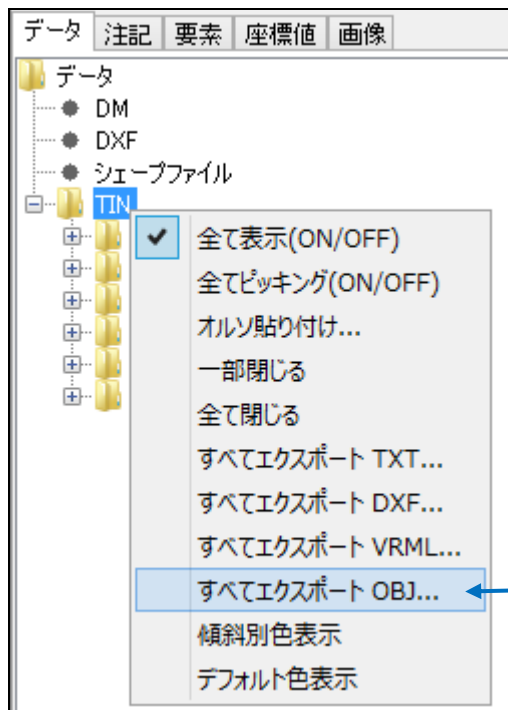 データ 注記 要素 座標値 画像
データ
DM
DXF
シェープファイル
TIN
全て表示(ON/OFF)
全てピッキング(ON/OFF)
オルソ貼り付け...
一部閉じる
全て閉じる
すべてエクスポート TXT...
すべてエクスポート DXF...
すべてエクスポート VRML...
すべてエクスポート OBJ...
傾斜別色表示
デフォルト色表示